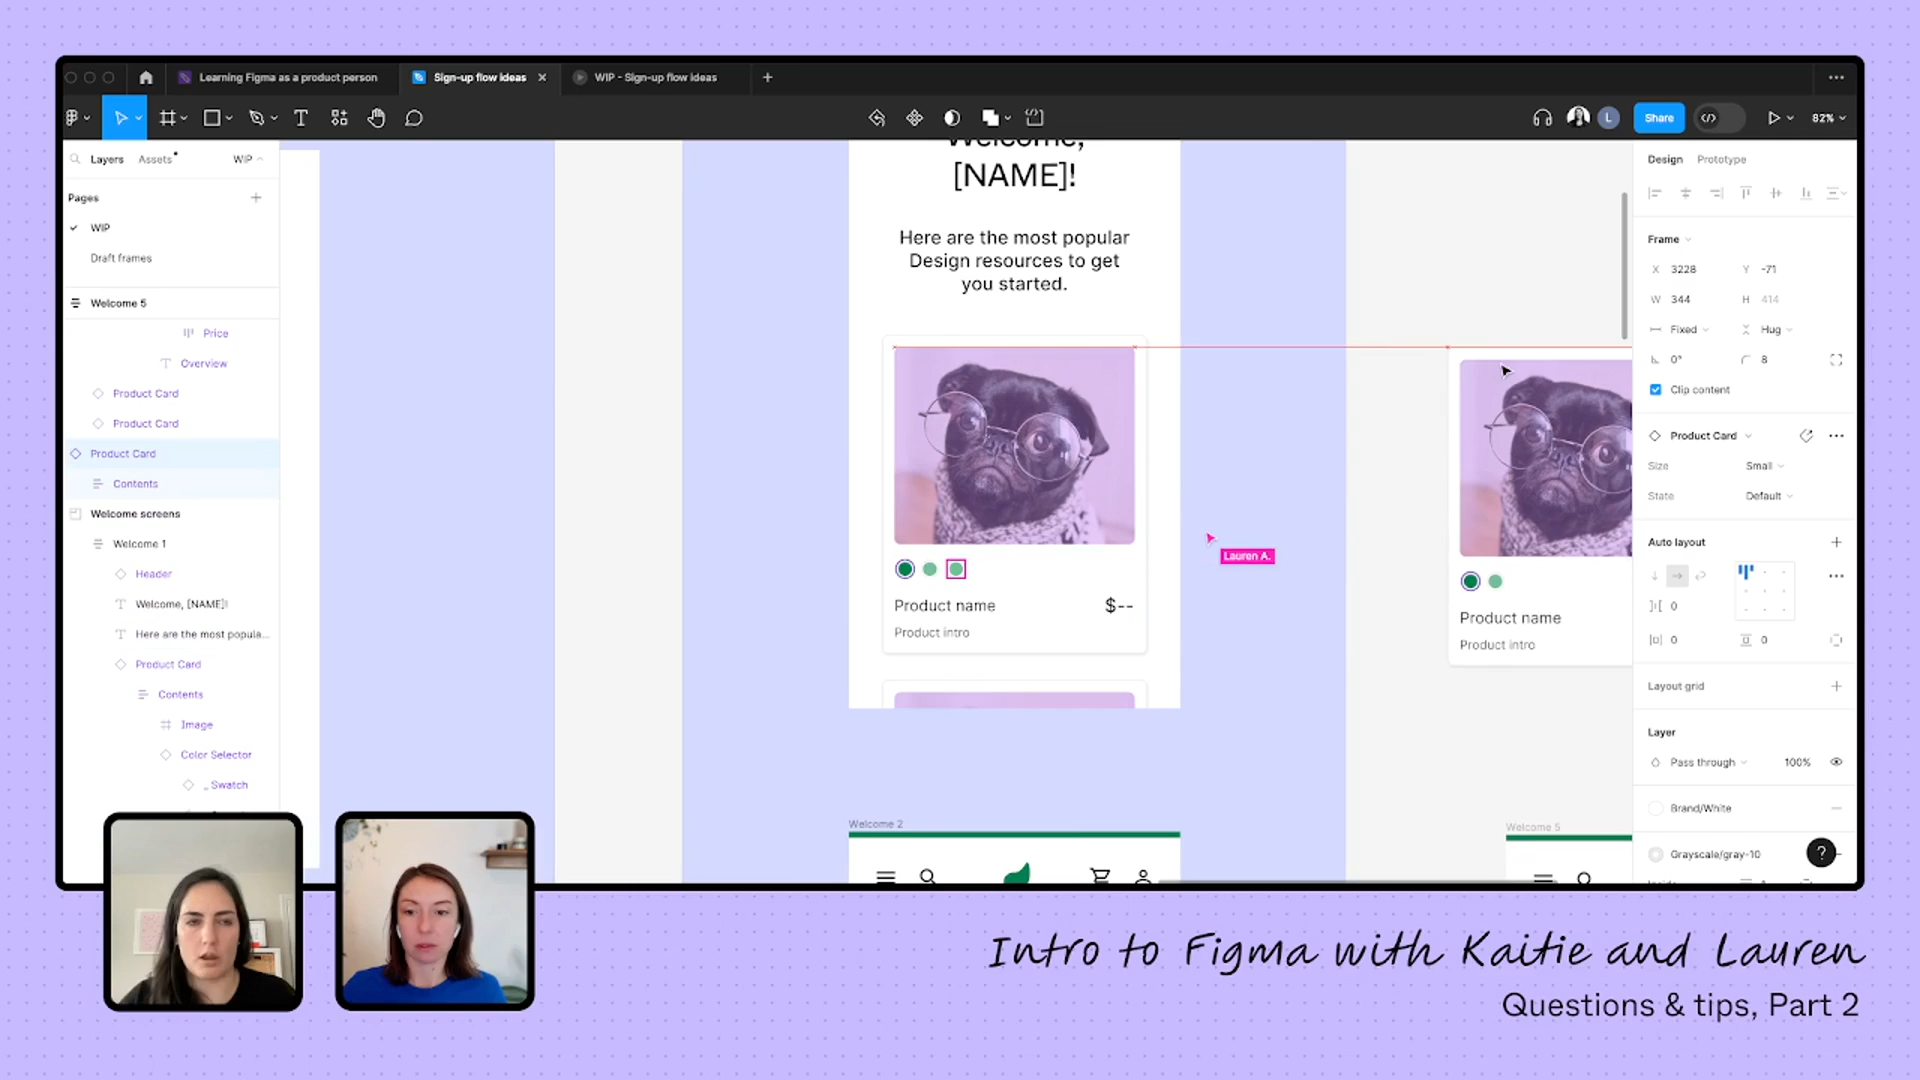 Learning Figma as a product person
Sign-up flow ideas
WIP - Sign-up flow ideas
L
Share
82%
Layers
Assets
WIP
Pages
WIP
Draft frames
Welcome 5
Price
Overview
Product Card
Product Card
Product Card
Contents
Welcome screens
Welcome 1
Header
Welcome, [NAME]!
Here are the most popula...
Product Card
Contents
Image
Color Selector
_Swatch
Welcome,
[NAME]!
Here are the most popular
Design resources to get
you started.
Product name $--
Product intro
Lauren A.
Product name
Product intro
Welcome 2
Welcome 5
Design
Prototype
Frame
X 3228 Y -71
W 344 H 414
Fixed Hug
0° 8
Clip content
Product Card
Size Small
State Default
Auto layout
0
0 0
Layout grid
Layer
Pass through 100%
Brand/White
Grayscale/gray-10
?
Intro to Figma with Kaitie and Lauren
Questions & tips, Part 2